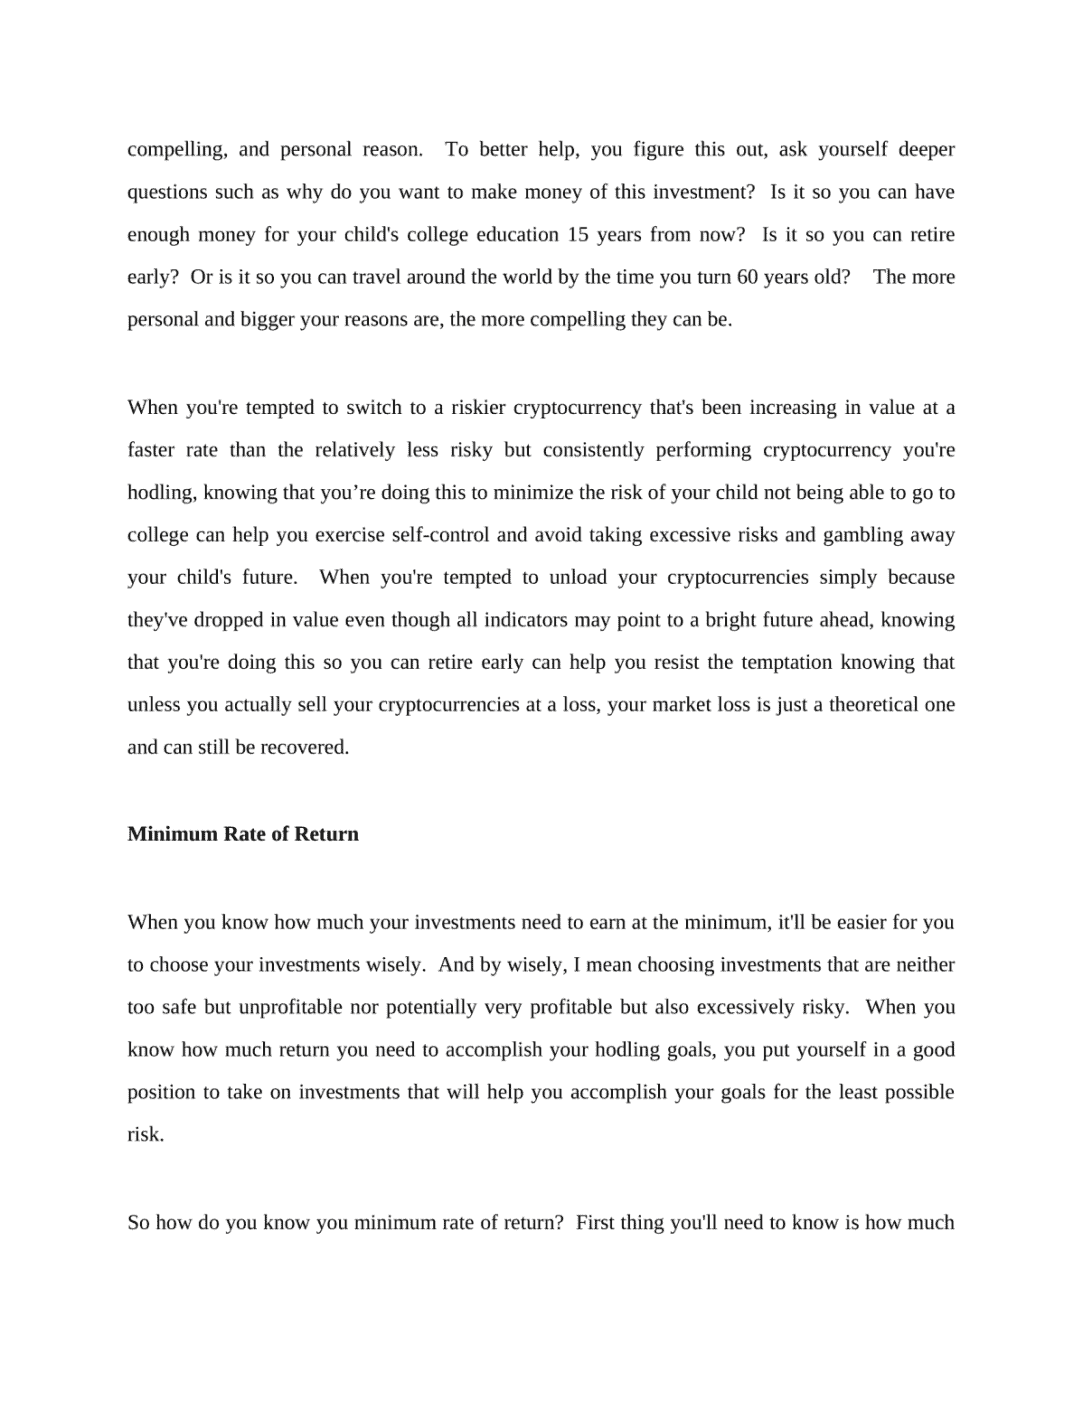 compelling, and personal reason.  To better help, you figure this out, ask yourself deeper
questions such as why do you want to make money of this investment?  Is it so you can have
enough money for your child's college education 15 years from now?  Is it so you can retire
early?  Or is it so you can travel around the world by the time you turn 60 years old?   The more
personal and bigger your reasons are, the more compelling they can be.
When you're tempted to switch to a riskier cryptocurrency that's been increasing in value at a
faster rate than the relatively less risky but consistently performing cryptocurrency you're
hodling, knowing that you’re doing this to minimize the risk of your child not being able to go to
college can help you exercise self-control and avoid taking excessive risks and gambling away
your child's future.  When you're tempted to unload your cryptocurrencies simply because
they've dropped in value even though all indicators may point to a bright future ahead, knowing
that you're doing this so you can retire early can help you resist the temptation knowing that
unless you actually sell your cryptocurrencies at a loss, your market loss is just a theoretical one
and can still be recovered.
Minimum Rate of Return
When you know how much your investments need to earn at the minimum, it'll be easier for you
to choose your investments wisely.  And by wisely, I mean choosing investments that are neither
too safe but unprofitable nor potentially very profitable but also excessively risky.  When you
know how much return you need to accomplish your hodling goals, you put yourself in a good
position to take on investments that will help you accomplish your goals for the least possible
risk.
So how do you know you minimum rate of return?  First thing you'll need to know is how much